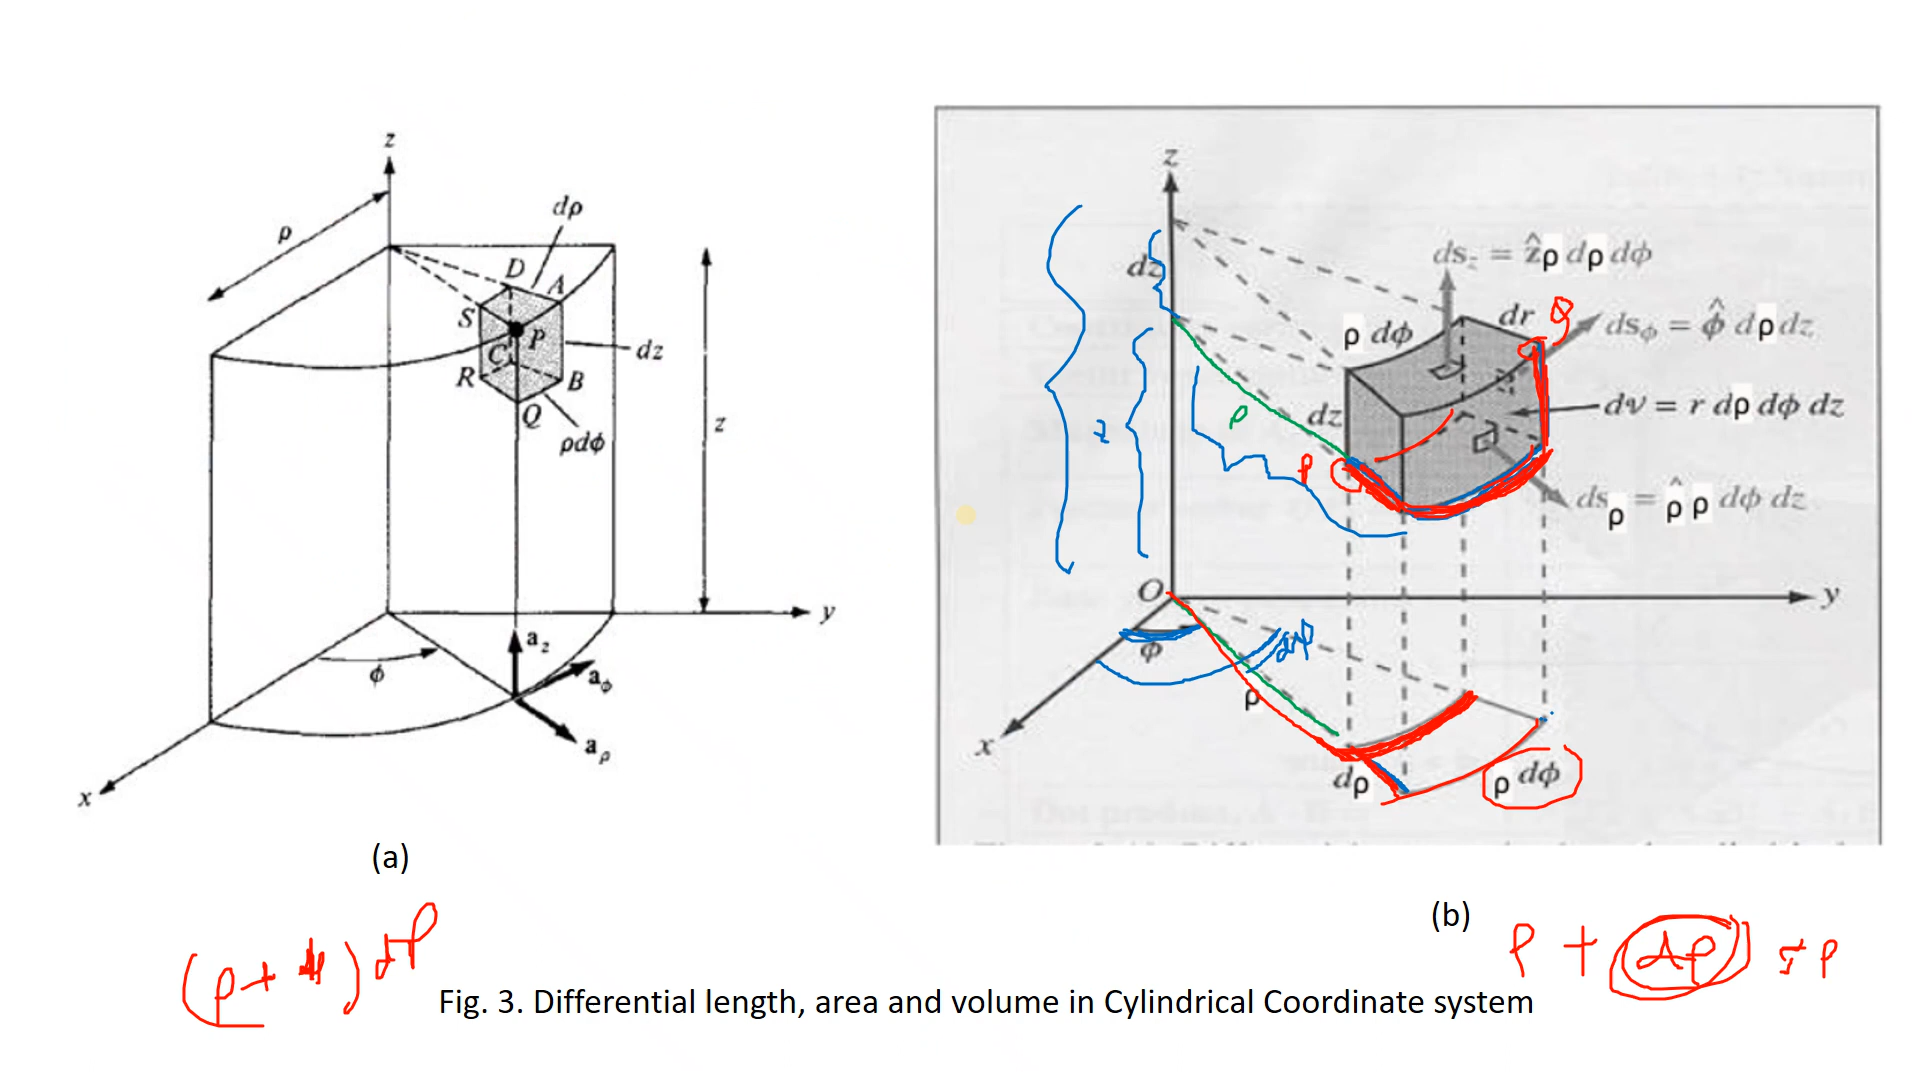 z
ρ
dρ
D
A
S
P
C
dz
R
B
Q
ρdϕ
z
a_z
y
ϕ
a_ϕ
a_ρ
x
(a)
z
dz
ds_z = ẑρ dρ dϕ
dr
Q
ρ dϕ
ds_ϕ = ϕ̂ dρ dz
ρ
dz
dv = r dρ dϕ dz
z
P
ds_ρ = ρ̂ ρ dϕ dz
O
y
ϕ
dϕ
ρ
x
dρ
ρ dϕ
(b)
(ρ + dρ) dϕ
ρ + Δρ) ρ
Fig. 3. Differential length, area and volume in Cylindrical Coordinate system